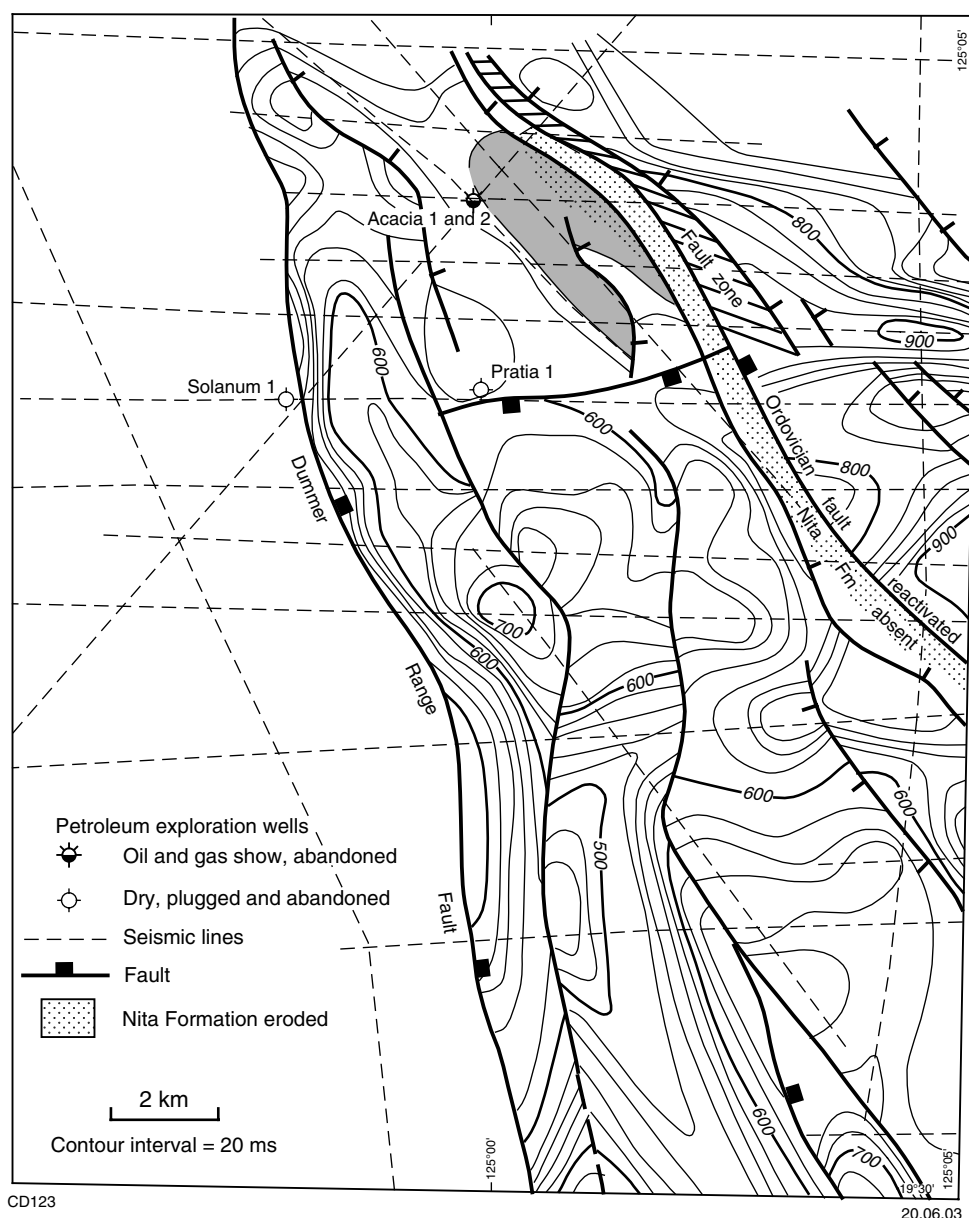 125°05'
800
Acacia 1 and 2
Fault zone
900
600
Pratia 1
Solanum 1
600
Ordovician fault reactivated
800
Dummer Range Fault
Nita Fm absent
900
700
600
600
600
600
500
Petroleum exploration wells
Oil and gas show, abandoned
Dry, plugged and abandoned
Seismic lines
Fault
Nita Formation eroded
2 km
Contour interval = 20 ms
600
700
125°00'
125°05'
19°30'
CD123
20.06.03